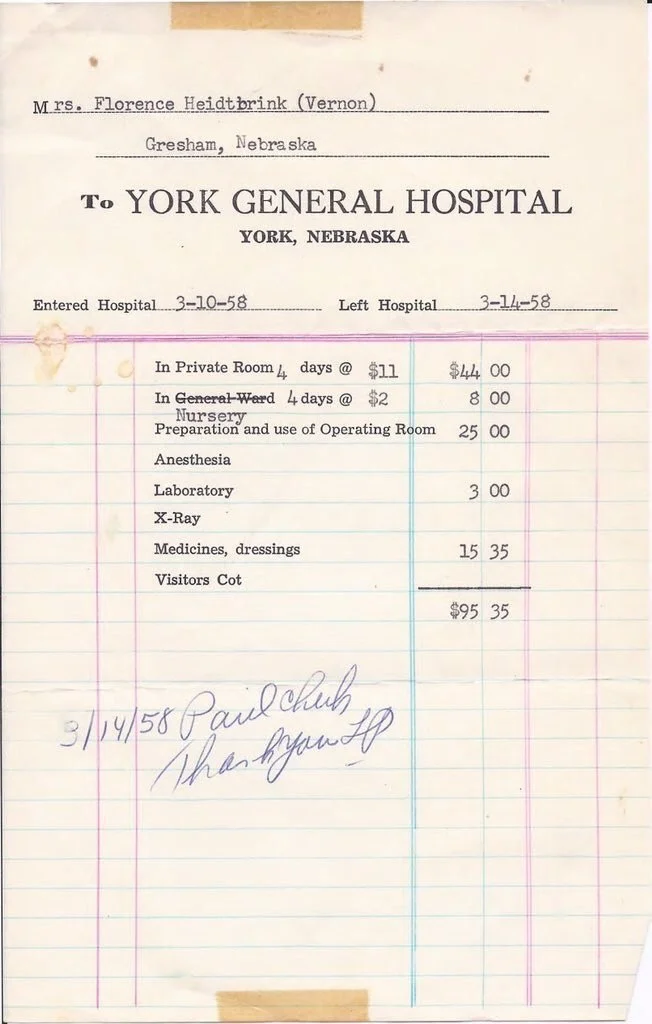 Mrs. Florence Heidtbrink (Vernon)
Gresham, Nebraska
To YORK GENERAL HOSPITAL
YORK, NEBRASKA
Entered Hospital 3-10-58 Left Hospital 3-14-58
In Private Room 4 days @ $11 $44 00
In General Ward 4 days @ $2 8 00
Nursery
Preparation and use of Operating Room 25 00
Anesthesia
Laboratory 3 00
X-Ray
Medicines, dressings 15 35
Visitors Cot
$95 35
3/14/58 Paid check
Thank you